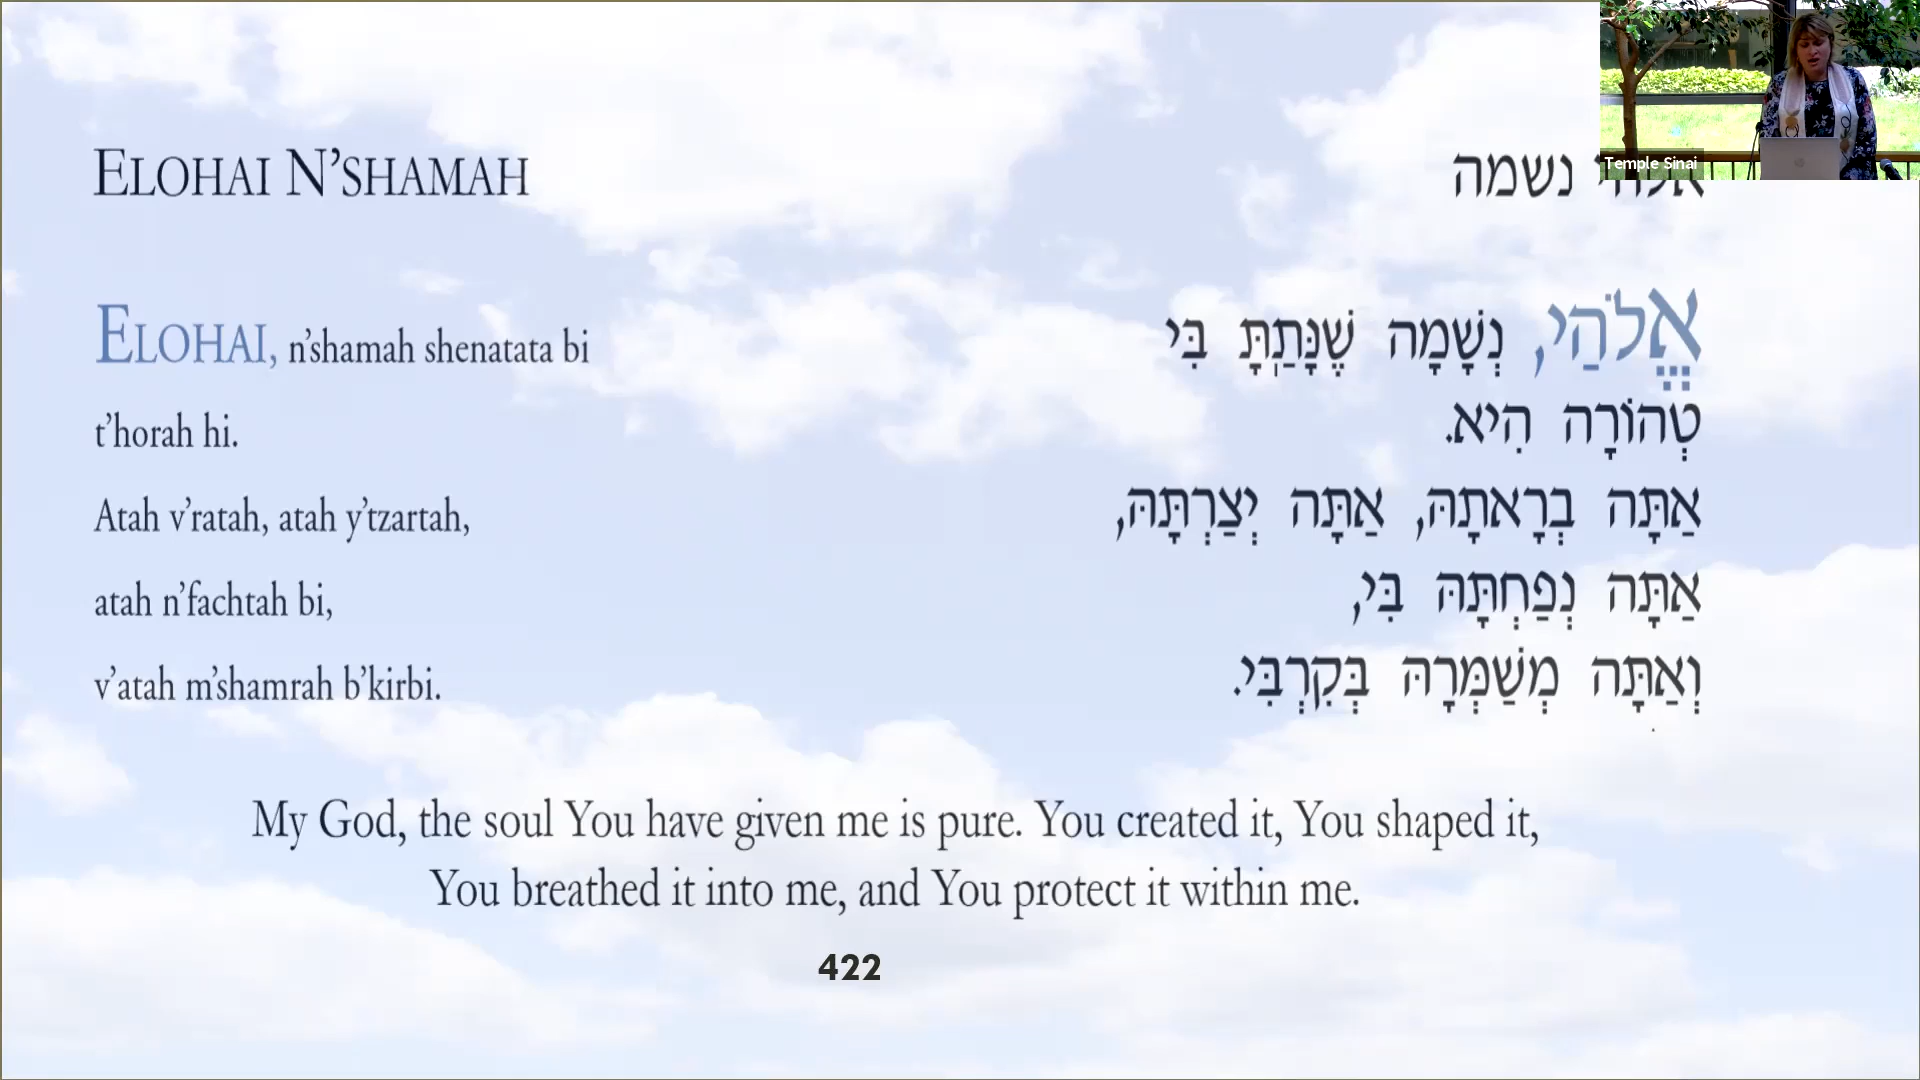 ELOHAI N’SHAMAH
נשמה
Temple Sinai
ELOHAI, n’shamah shenatata bi
t’horah hi.
Atah v’ratah, atah y’tzartah,
atah n’fachtah bi,
v’atah m’shamrah b’kirbi.
אֱלֹהַי, נְשָׁמָה שֶׁנָּתַתָּ בִּי
טְהוֹרָה הִיא.
אַתָּה בְרָאתָהּ, אַתָּה יְצַרְתָּהּ,
אַתָּה נְפַחְתָּהּ בִּי,
וְאַתָּה מְשַׁמְּרָהּ בְּקִרְבִּי.
My God, the soul You have given me is pure. You created it, You shaped it,
You breathed it into me, and You protect it within me.
422